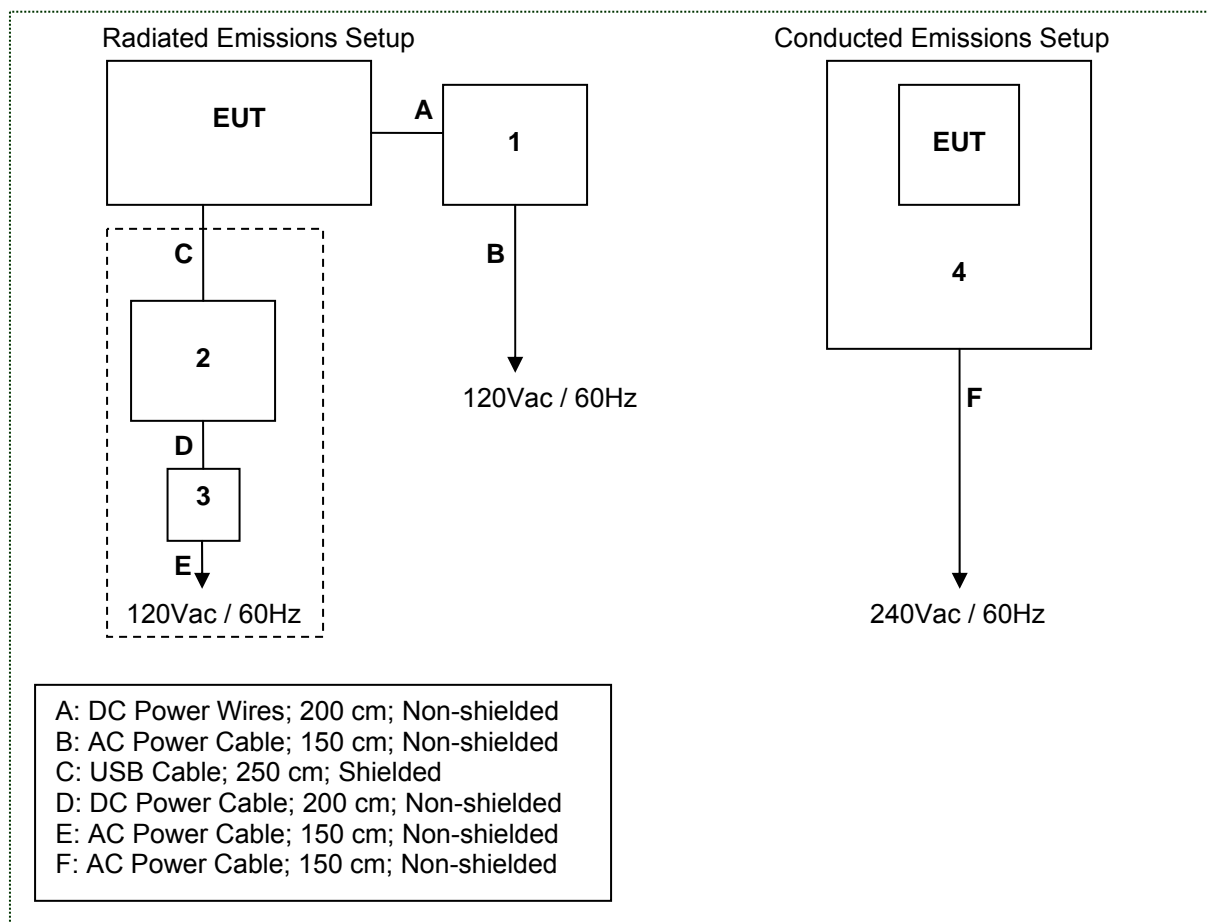 Radiated Emissions Setup
EUT
A
1
C
B
2
D
3
E
120Vac / 60Hz
120Vac / 60Hz
Conducted Emissions Setup
EUT
4
F
240Vac / 60Hz
A: DC Power Wires; 200 cm; Non-shielded
B: AC Power Cable; 150 cm; Non-shielded
C: USB Cable; 250 cm; Shielded
D: DC Power Cable; 200 cm; Non-shielded
E: AC Power Cable; 150 cm; Non-shielded
F: AC Power Cable; 150 cm; Non-shielded